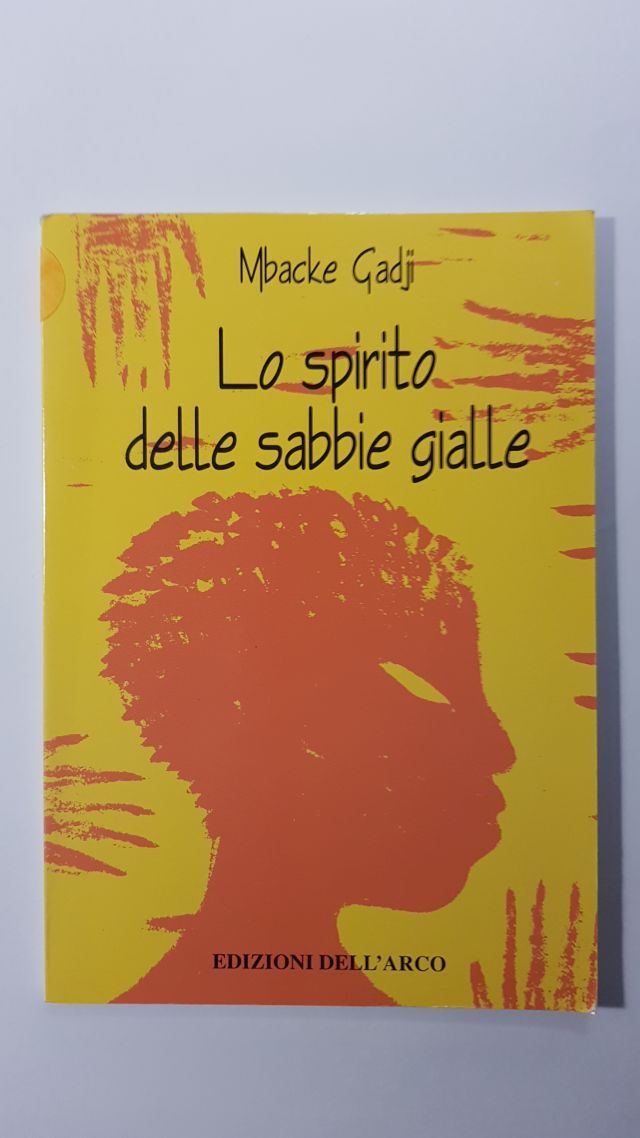 Mbacke Gadji
Lo spirito
delle sabbie gialle
EDIZIONI DELL'ARCO